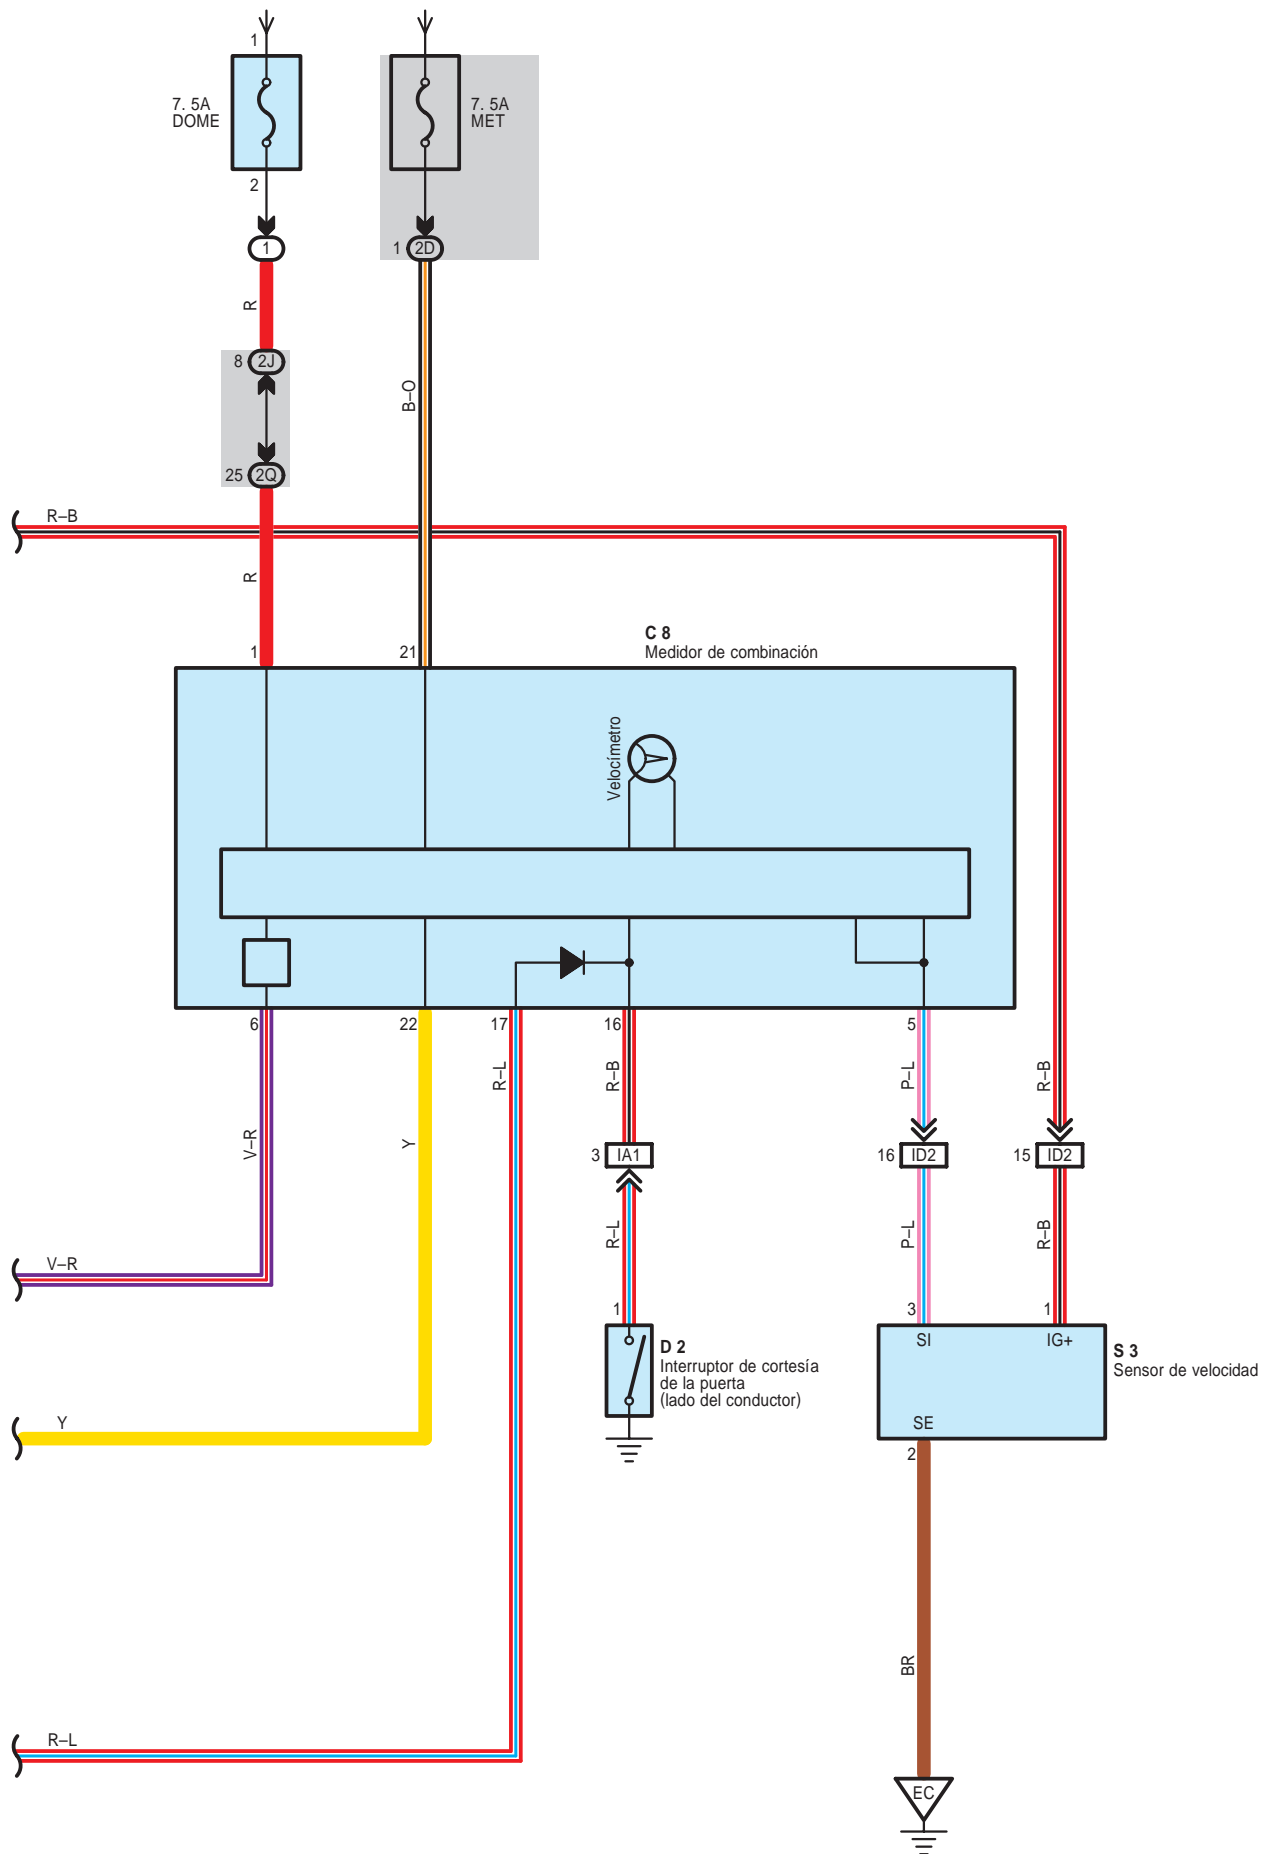 1
7. 5A
DOME
2
1
R
8 2J
25 2Q
R
1
7. 5A
MET
1 2D
B–O
21
R–B
C 8
Medidor de combinación
Velocímetro
6
22
17
16
5
V–R
Y
R–L
R–B
P–L
R–B
3 IA1
16 ID2
15 ID2
R–L
P–L
R–B
V–R
1
3
1
D 2
Interruptor de cortesía
de la puerta
(lado del conductor)
SI
IG+
S 3
Sensor de velocidad
SE
2
Y
BR
R–L
EC